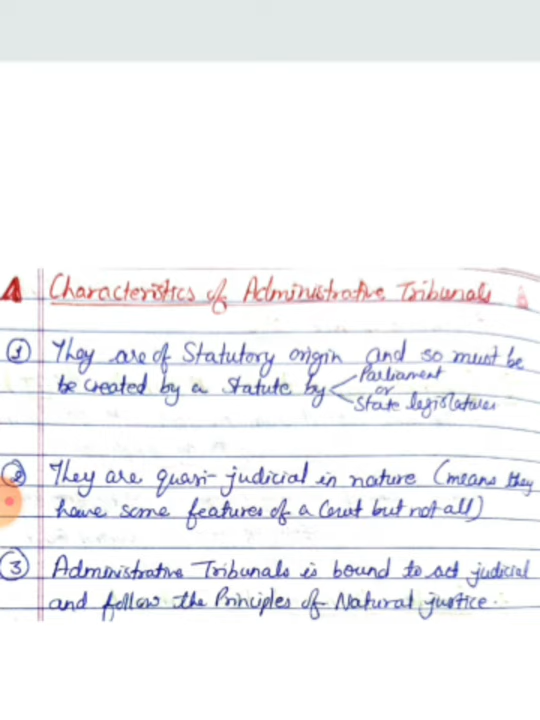 Characteristics of Administrative Tribunals
① They are of Statutory origin and so must be
be created by a statute by Parliament
or
State legislatures
② They are quasi-judicial in nature (means they
have some features of a Court but not all)
③ Administrative Tribunals is bound to act judicial
and follow the Principles of Natural justice.